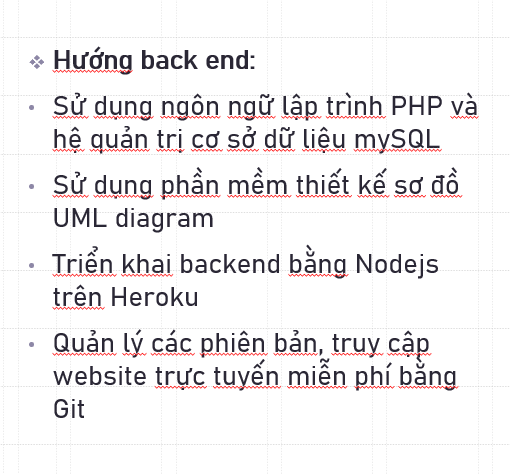 ❖ Hướng back end:
• Sử dụng ngôn ngữ lập trình PHP và
hệ quản trị cơ sở dữ liệu mySQL
• Sử dụng phần mềm thiết kế sơ đồ
UML diagram
• Triển khai backend bằng Nodejs
trên Heroku
• Quản lý các phiên bản, truy cập
website trực tuyến miễn phí bằng
Git